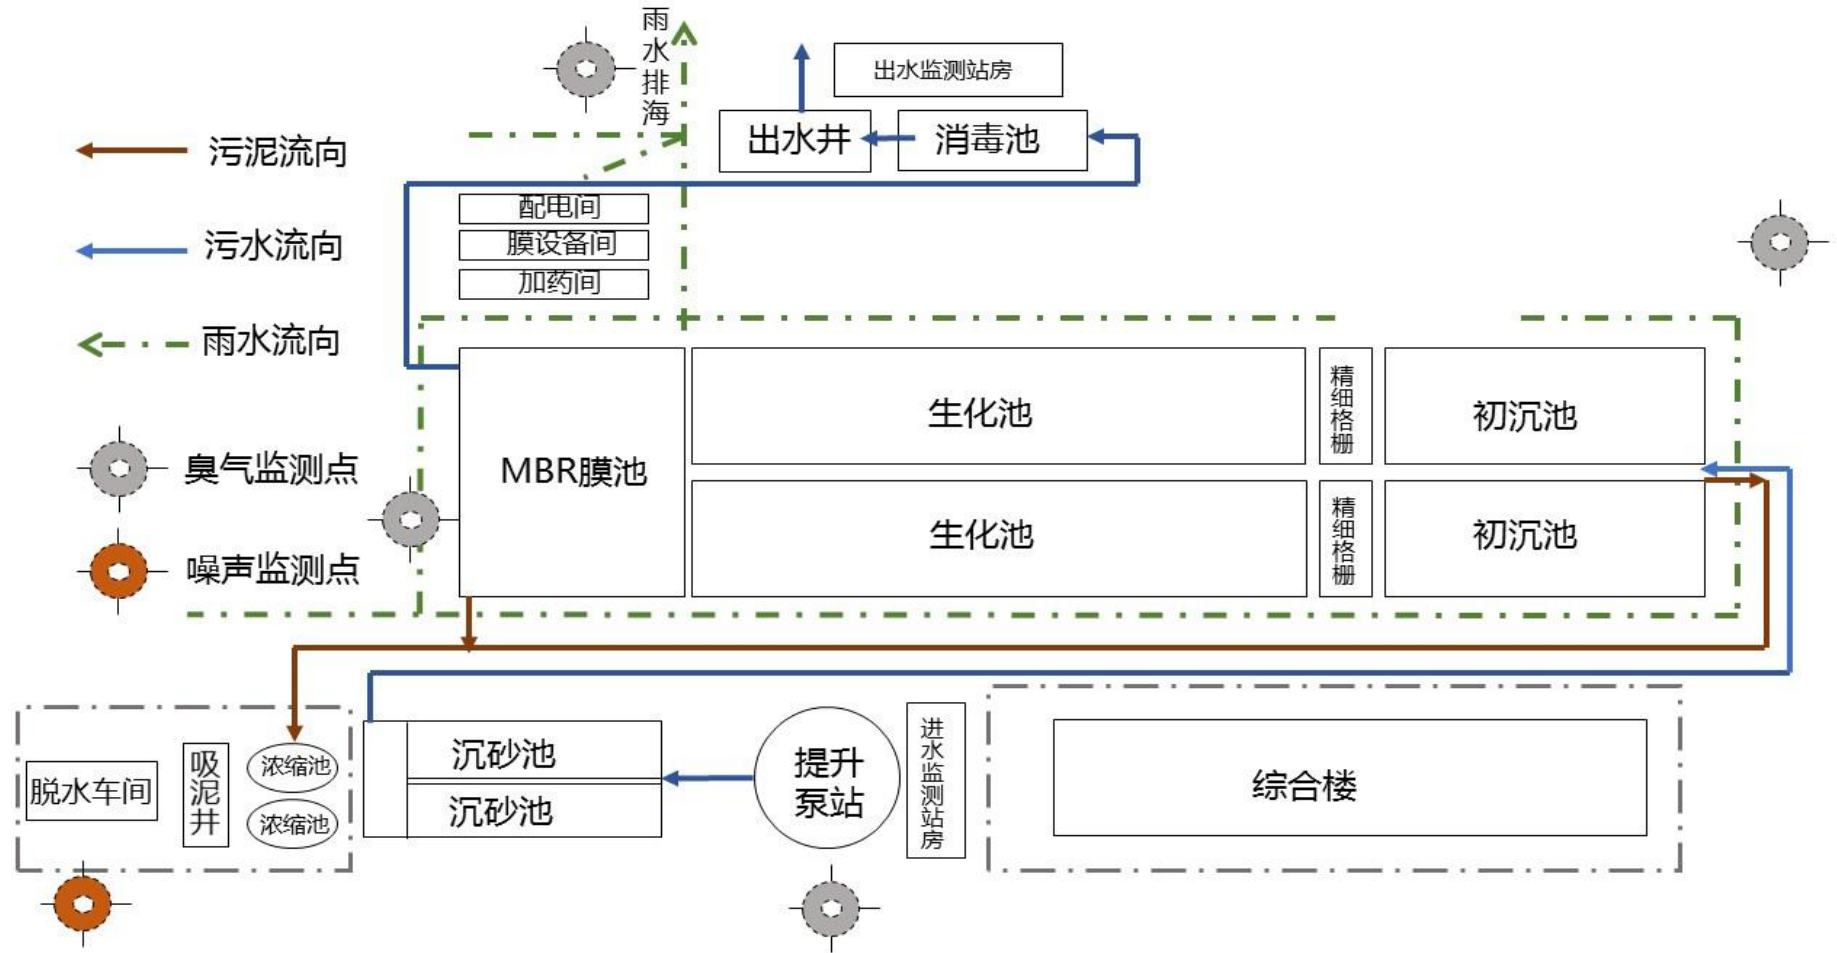 雨水排海
出水监测站房
出水井
消毒池
污泥流向
污水流向
雨水流向
臭气监测点
噪声监测点
配电间
膜设备间
加药间
MBR膜池
生化池
精细格栅
初沉池
生化池
精细格栅
初沉池
脱水车间
吸泥井
浓缩池
浓缩池
沉砂池
沉砂池
提升
泵站
进水监测站房
综合楼